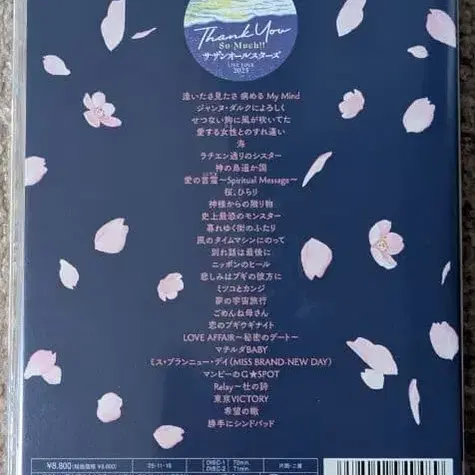 Thank You
So Much!!
サザンオールスターズ
LIVE TOUR
2025
逢いたさ見たさ 病める My Mind
ジャンヌ・ダルクによろしく
せつない胸に風が吹いてた
愛する女性とのすれ違い
海
ラチエン通りのシスター
神の島遥か国
愛の言霊～Spiritual Message～
桜、ひらり
神様からの贈り物
史上最恐のモンスター
暮れゆく街のふたり
風のタイムマシンにのって
別れ話は最後に
ニッポンのヒール
悲しみはブギの彼方に
ミツコとカンジ
夢の宇宙旅行
ごめんね母さん
恋のブギウギナイト
LOVE AFFAIR～秘密のデート～
マチルダBABY
ミス・ブランニュー・デイ(MISS BRAND-NEW DAY)
マンピーのG★SPOT
Relay～杜の詩
東京VICTORY
希望の轍
勝手にシンドバッド
¥8,800
DISC-1
DISC-2